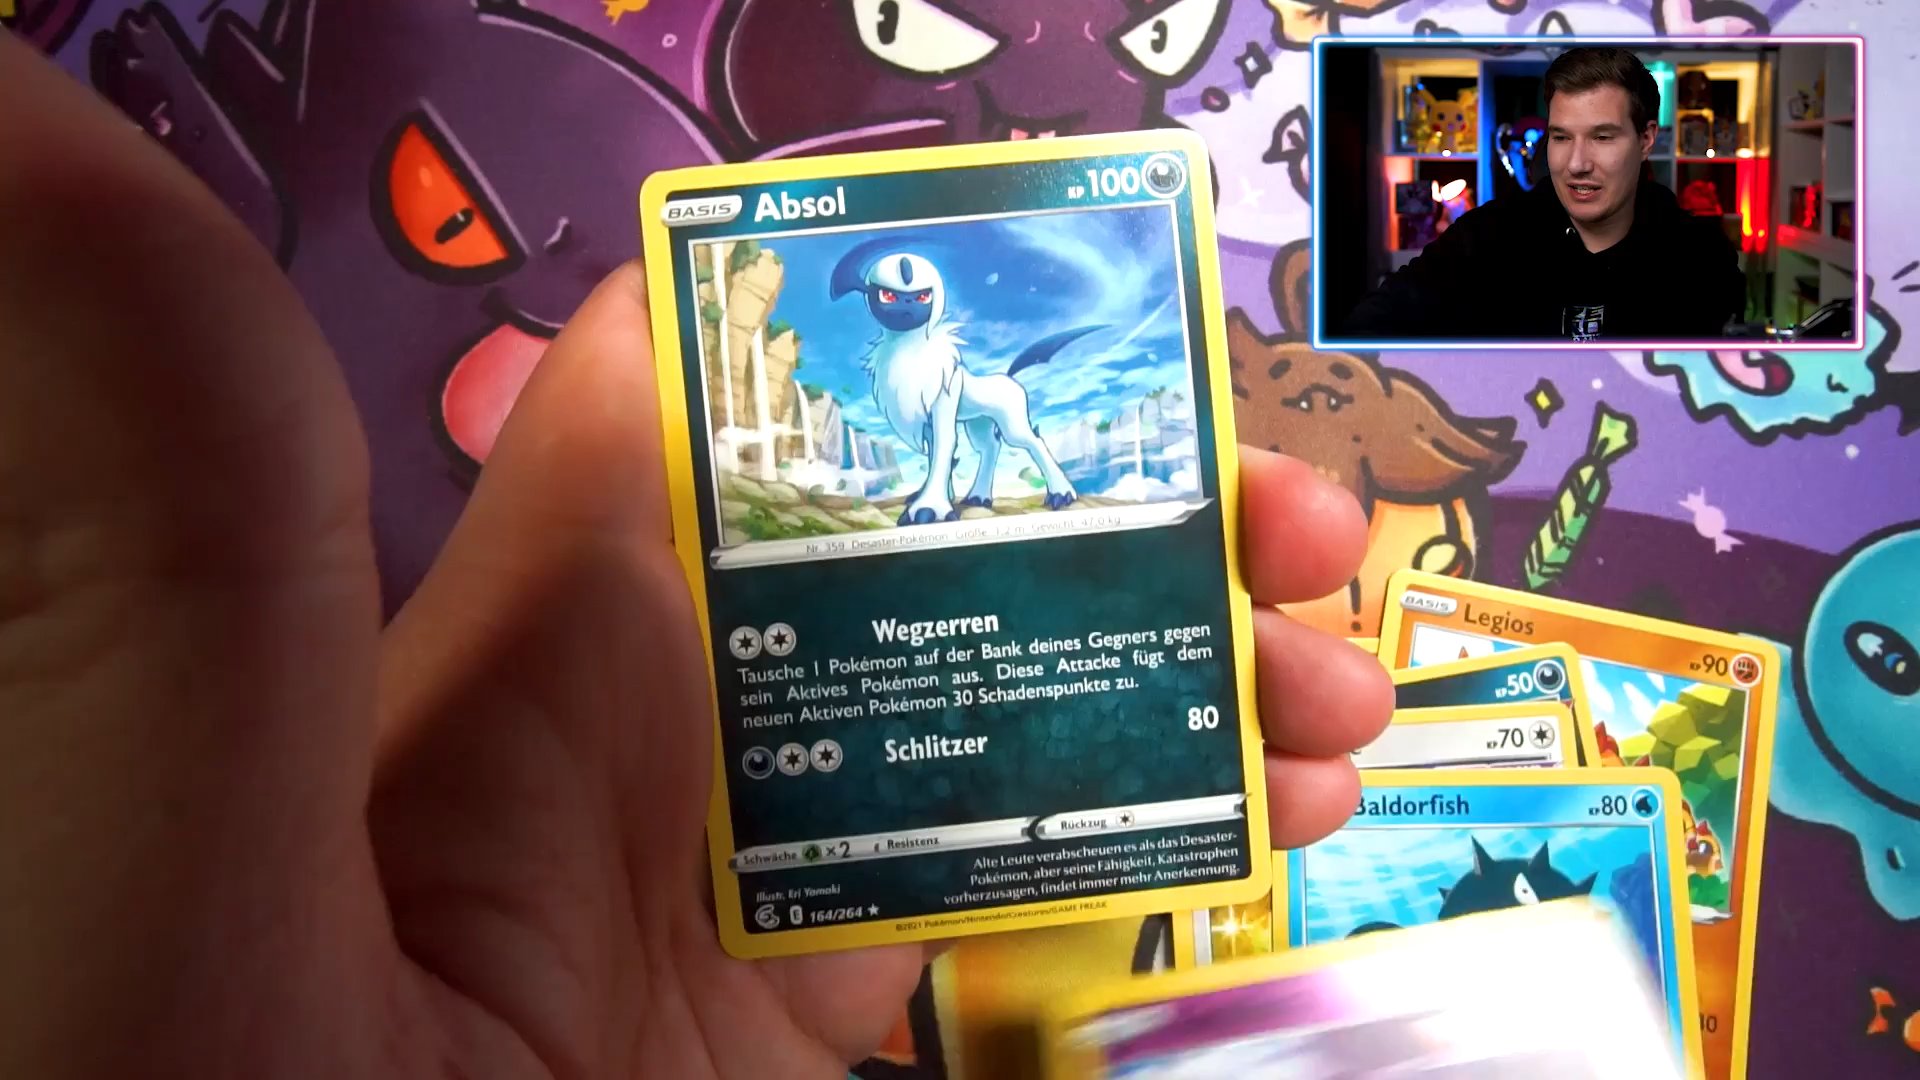 BASIS Absol KP100
Nr. 359 Desaster-Pokémon Größe 1,2 m Gewicht 47,0 kg
Wegzerren
Tausche 1 Pokémon auf der Bank deines Gegners gegen
sein Aktives Pokémon aus. Diese Attacke fügt dem
neuen Aktiven Pokémon 30 Schadenspunkte zu.
Schlitzer 80
Schwäche ×2 Resistenz Rückzug
Alte Leute verabscheuen es als das Desaster-
Pokémon, aber seine Fähigkeit, Katastrophen
vorherzusagen, findet immer mehr Anerkennung.
Illustr. Eri Yamaki
E 164/264
©2021 Pokémon/Nintendo/Creatures/GAME FREAK
BASIS Legios
KP90
KP50
KP70
Baldorfish KP80